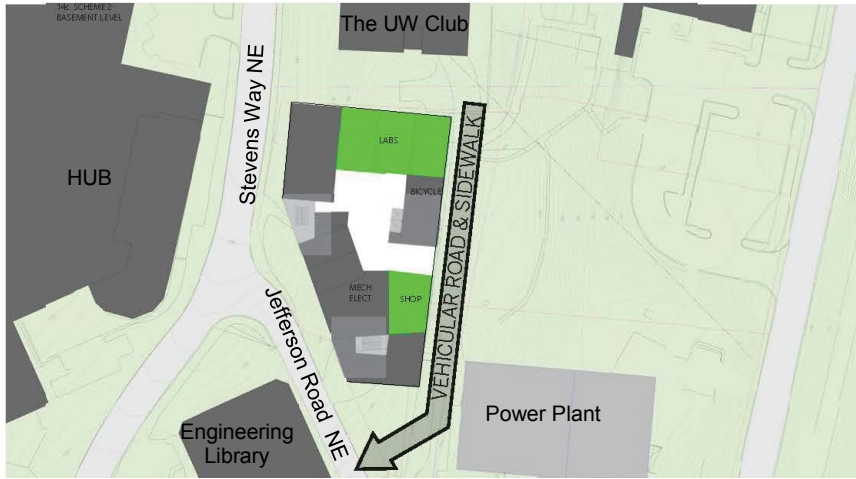 14c SCHEME 2
BASEMENT LEVEL
The UW Club
Stevens Way NE
LABS
HUB
BICYCLE
VEHICULAR ROAD & SIDEWALK
MECH
ELECT
SHOP
Jefferson Road NE
Power Plant
Engineering
Library